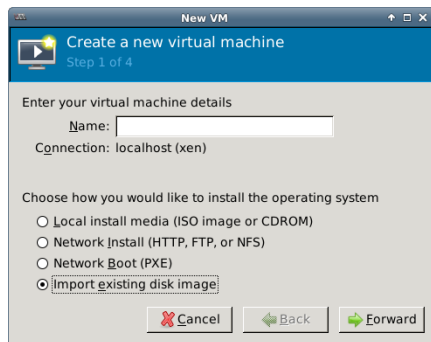 New VM
Create a new virtual machine
Step 1 of 4
Enter your virtual machine details
Name:
Connection: localhost (xen)
Choose how you would like to install the operating system
Local install media (ISO image or CDROM)
Network Install (HTTP, FTP, or NFS)
Network Boot (PXE)
Import existing disk image
Cancel Back Forward